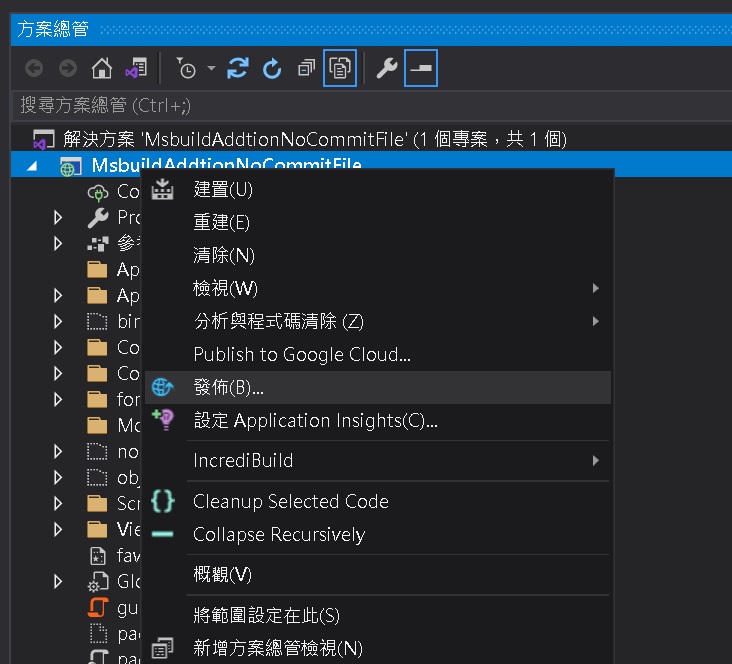 方案總管
搜尋方案總管 (Ctrl+;)
解決方案 'MsbuildAddtionNoCommitFile' (1 個專案，共 1 個)
MsbuildAddtionNoCommitFile
Co
建置(U)
Pro
重建(E)
參考
清除(N)
Ap
檢視(W)
Ap
bin
分析與程式碼清除 (Z)
Co
Publish to Google Cloud...
Co
發佈(B)...
for
Mo
設定 Application Insights(C)...
no
IncrediBuild
obj
Scr
Cleanup Selected Code
Vie
Collapse Recursively
fav
概觀(V)
Glo
gu
將範圍設定在此(S)
pac
新增方案總管檢視(N)
pac